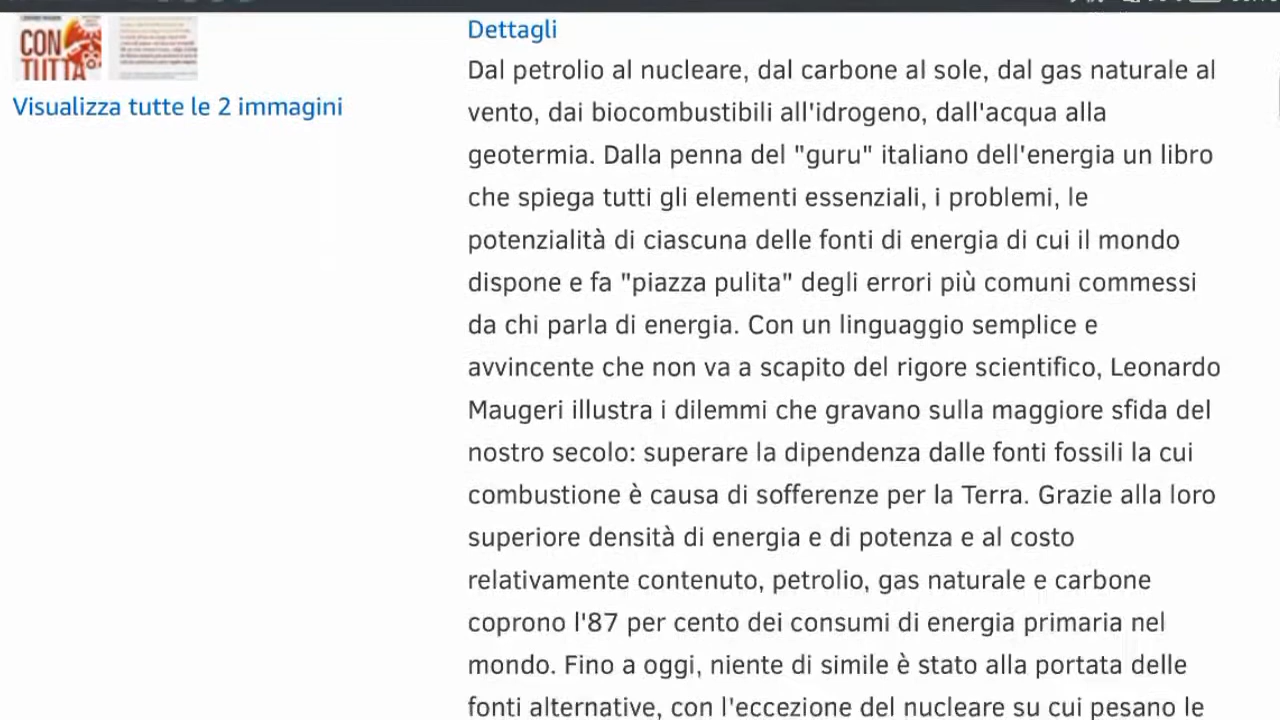 CON
TUTTA
Visualizza tutte le 2 immagini
Dettagli
Dal petrolio al nucleare, dal carbone al sole, dal gas naturale al
vento, dai biocombustibili all'idrogeno, dall'acqua alla
geotermia. Dalla penna del "guru" italiano dell'energia un libro
che spiega tutti gli elementi essenziali, i problemi, le
potenzialità di ciascuna delle fonti di energia di cui il mondo
dispone e fa "piazza pulita" degli errori più comuni commessi
da chi parla di energia. Con un linguaggio semplice e
avvincente che non va a scapito del rigore scientifico, Leonardo
Maugeri illustra i dilemmi che gravano sulla maggiore sfida del
nostro secolo: superare la dipendenza dalle fonti fossili la cui
combustione è causa di sofferenze per la Terra. Grazie alla loro
superiore densità di energia e di potenza e al costo
relativamente contenuto, petrolio, gas naturale e carbone
coprono l'87 per cento dei consumi di energia primaria nel
mondo. Fino a oggi, niente di simile è stato alla portata delle
fonti alternative, con l'eccezione del nucleare su cui pesano le